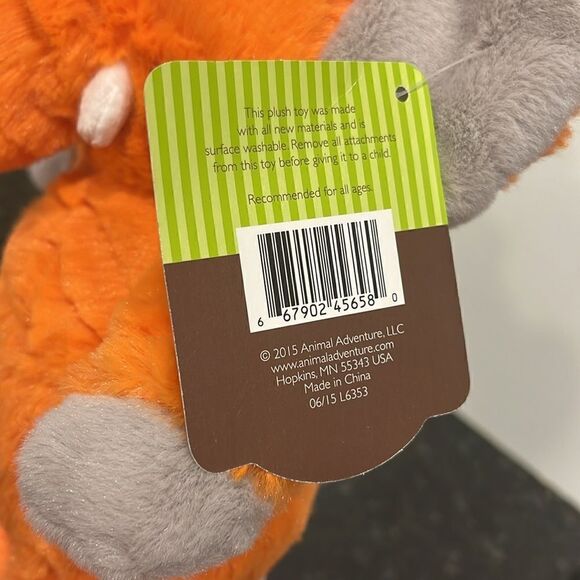 This plush toy was made
with all new materials and is
surface washable. Remove all attachments
from this toy before giving it to a child.
Recommended for all ages.
6 67902 45658 0
© 2015 Animal Adventure, LLC
www.animaladventure.com
Hopkins, MN 55343 USA
Made in China
06/15 L6353